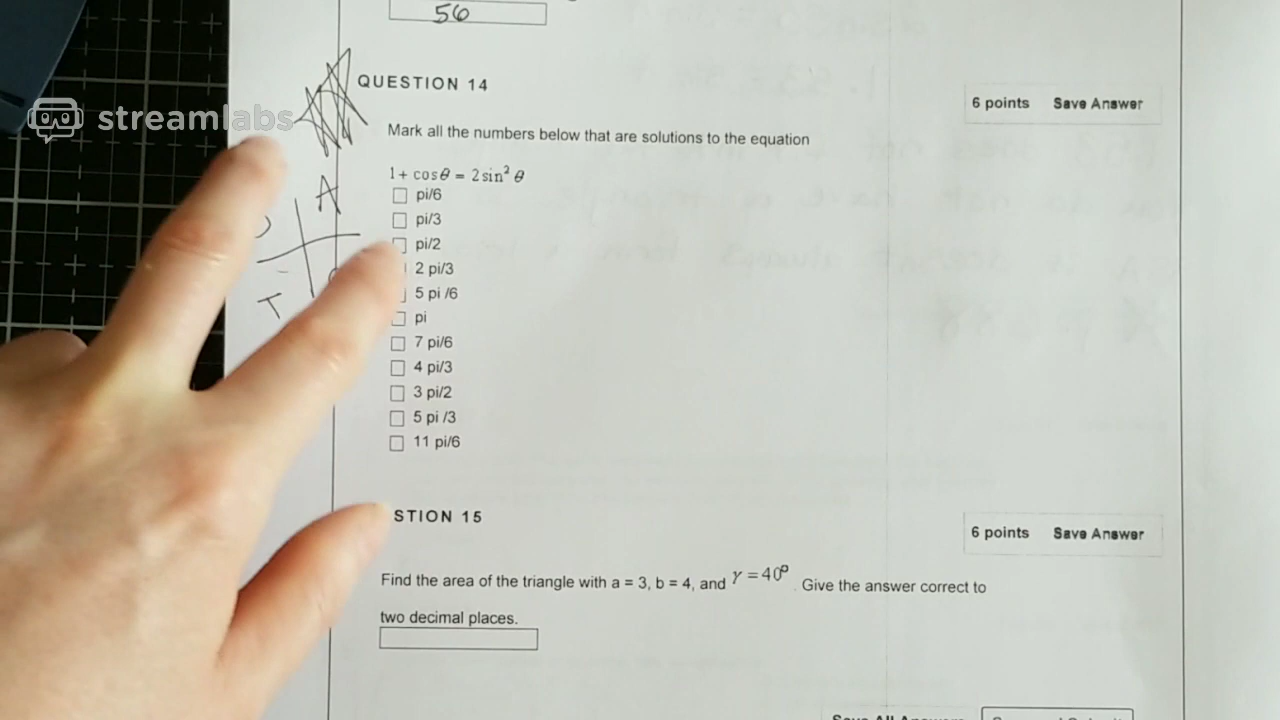 56
QUESTION 14
6 points Save Answer
streamlabs
Mark all the numbers below that are solutions to the equation
1 + cosθ = 2 sin² θ
pi/6
A
pi/3
pi/2
2 pi/3
5 pi /6
T
pi
7 pi/6
4 pi/3
3 pi/2
5 pi /3
11 pi/6
STION 15
6 points Save Answer
Find the area of the triangle with a = 3, b = 4, and γ = 40° . Give the answer correct to
two decimal places.